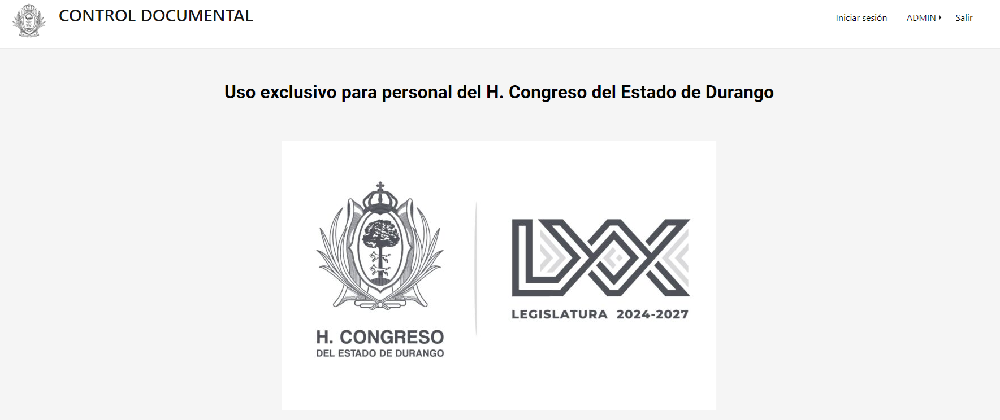 CONTROL DOCUMENTAL
Iniciar sesión
ADMIN
Salir
Uso exclusivo para personal del H. Congreso del Estado de Durango
LXX
LEGISLATURA 2024-2027
H. CONGRESO
DEL ESTADO DE DURANGO